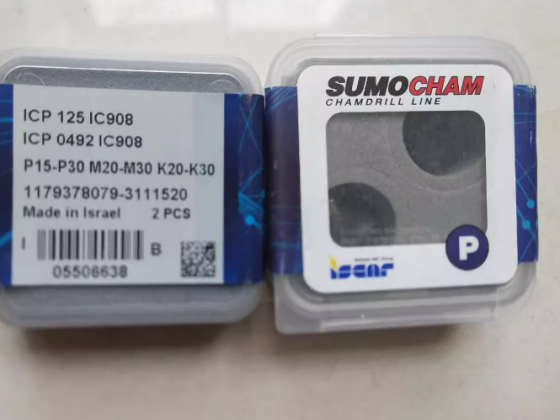 ICP 125 IC908
ICP 0492 IC908
P15-P30 M20-M30 K20-K30
1179378079-3111520
Made in Israel 2 PCS
I B
05506638
SUMOCHAM
CHAMDRILL LINE
P
iscar